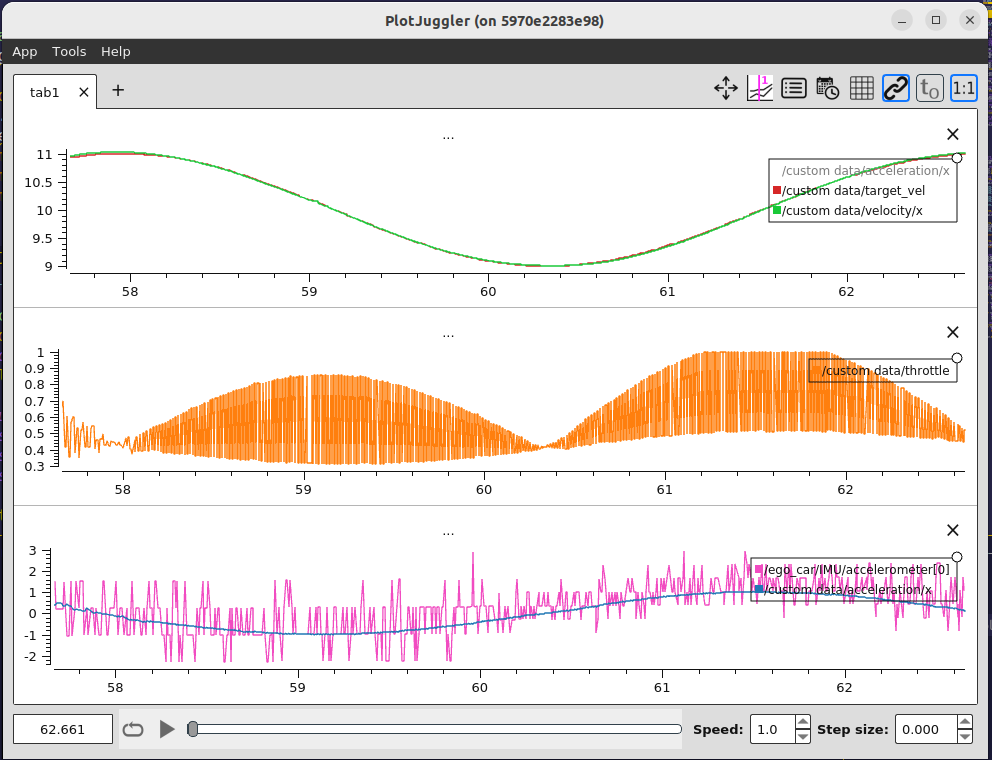 PlotJuggler (on 5970e2283e98)
App Tools Help
tab1
+
1
t0
1:1
...
11
10.5
10
9.5
9
/custom data/acceleration/x
/custom data/target_vel
/custom data/velocity/x
58 59 60 61 62
...
1
0.9
0.8
0.7
0.6
0.5
0.4
0.3
/custom data/throttle
58 59 60 61 62
...
3
2
1
0
-1
-2
/ego_car/IMU/accelerometer[0]
/custom data/acceleration/x
58 59 60 61 62
62.661 Speed: 1.0 Step size: 0.000